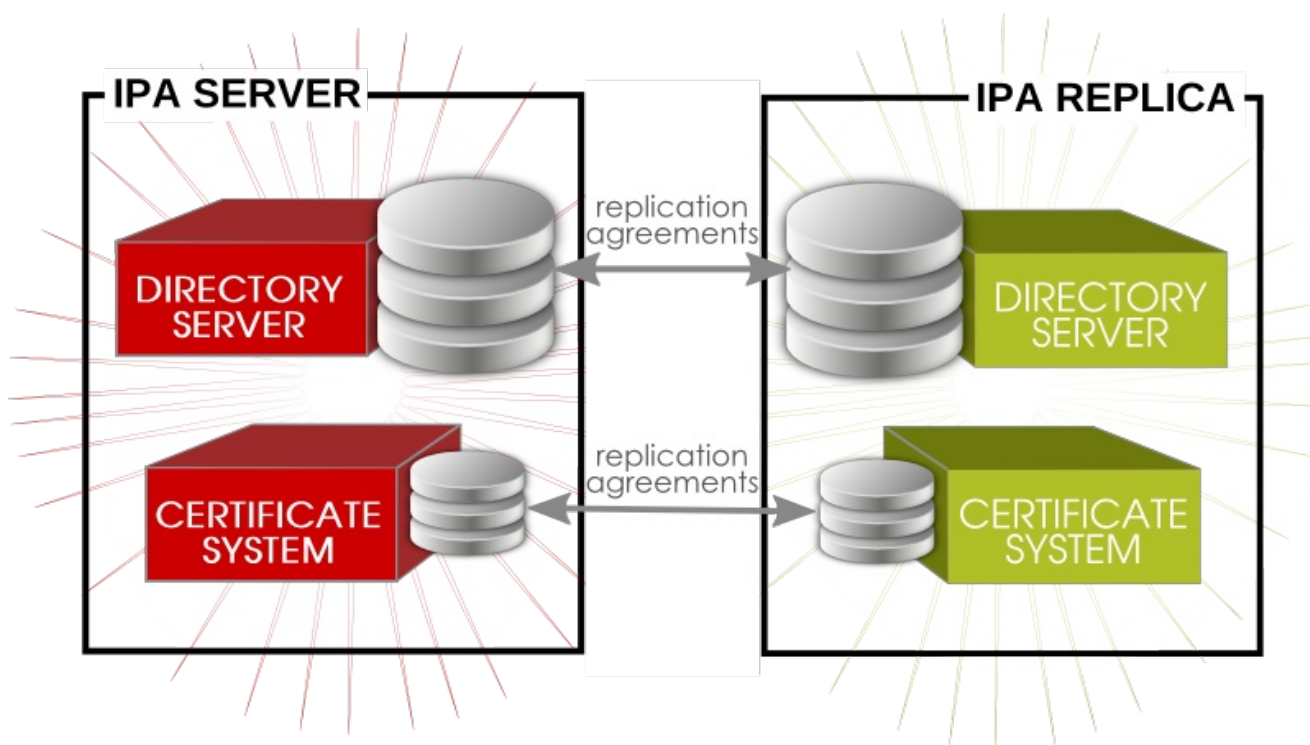 IPA SERVER
IPA REPLICA
replication
agreements
DIRECTORY
SERVER
DIRECTORY
SERVER
replication
agreements
CERTIFICATE
SYSTEM
CERTIFICATE
SYSTEM